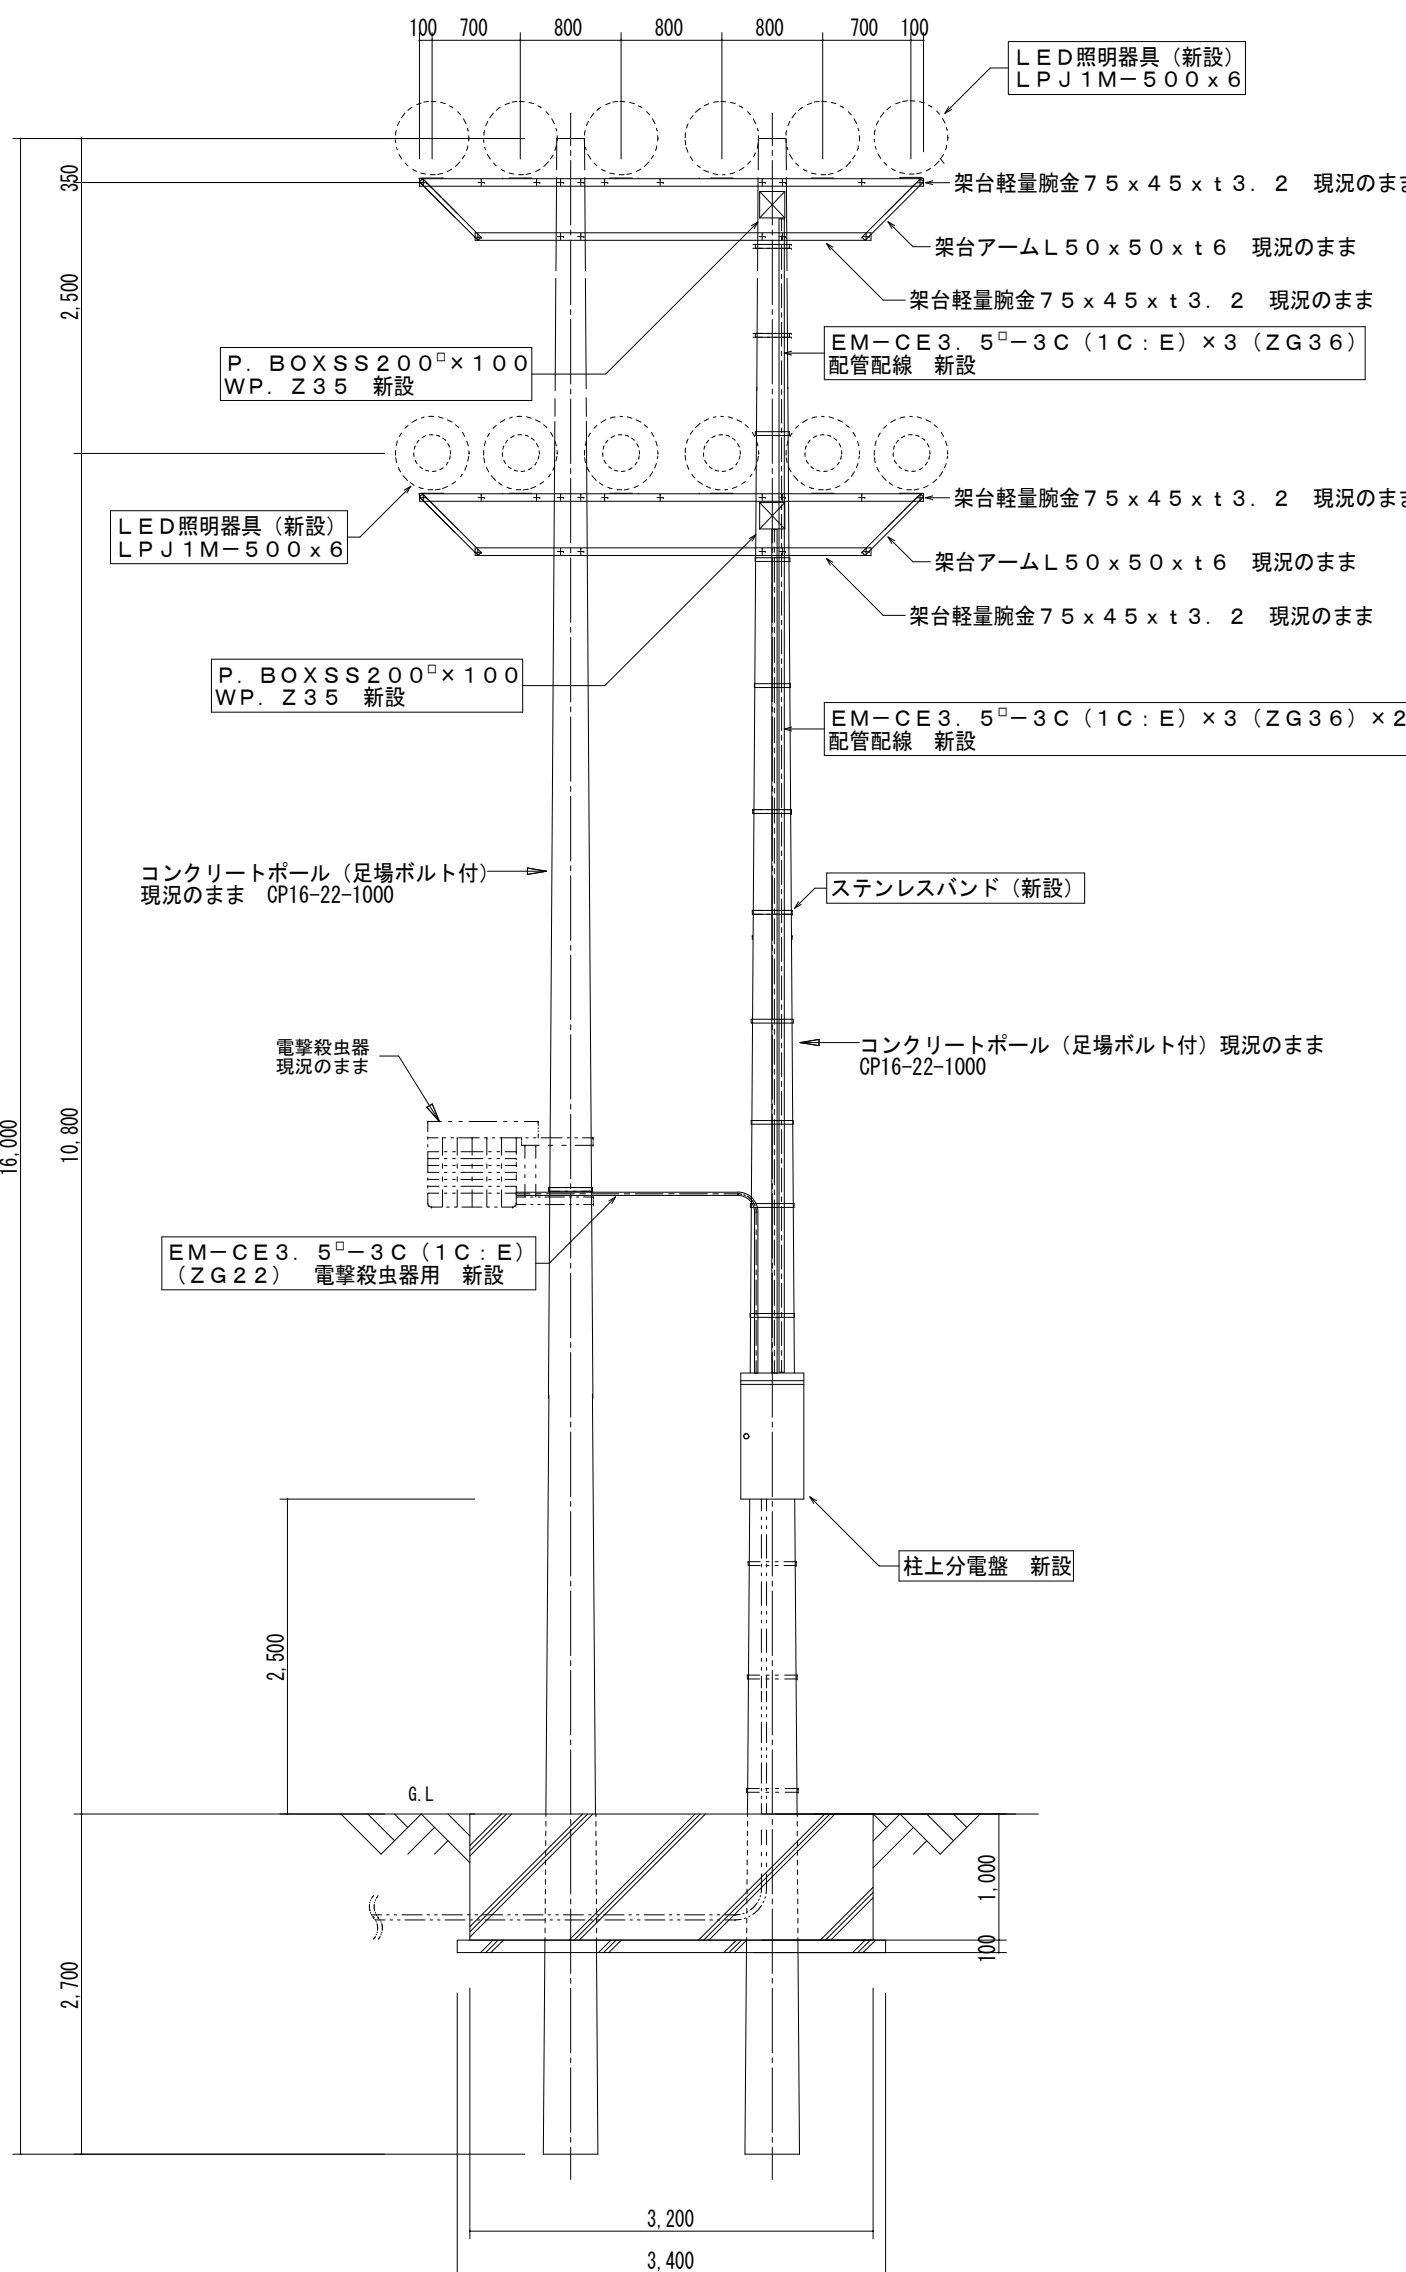 100 700 800 800 800 700 100
LED照明器具（新設）
LPJ1M－500x6
350
架台軽量腕金75x45xt3.2 現況のまま
架台アームL50x50xt6 現況のまま
2,500
架台軽量腕金75x45xt3.2 現況のまま
EM－CE3.5□－3C（1C：E）×3（ZG36）
配管配線 新設
P.BOXSS200□×100
WP.Z35 新設
架台軽量腕金75x45xt3.2 現況のまま
LED照明器具（新設）
LPJ1M－500x6
架台アームL50x50xt6 現況のまま
架台軽量腕金75x45xt3.2 現況のまま
P.BOXSS200□×100
WP.Z35 新設
EM－CE3.5□－3C（1C：E）×3（ZG36）×2
配管配線 新設
コンクリートポール（足場ボルト付）
現況のまま CP16-22-1000
ステンレスバンド（新設）
電撃殺虫器
現況のまま
コンクリートポール（足場ボルト付）現況のまま
CP16-22-1000
16,000
10,800
EM－CE3.5□－3C（1C：E）
（ZG22） 電撃殺虫器用 新設
柱上分電盤 新設
2,500
G.L
1,000
100
2,700
3,200
3,400